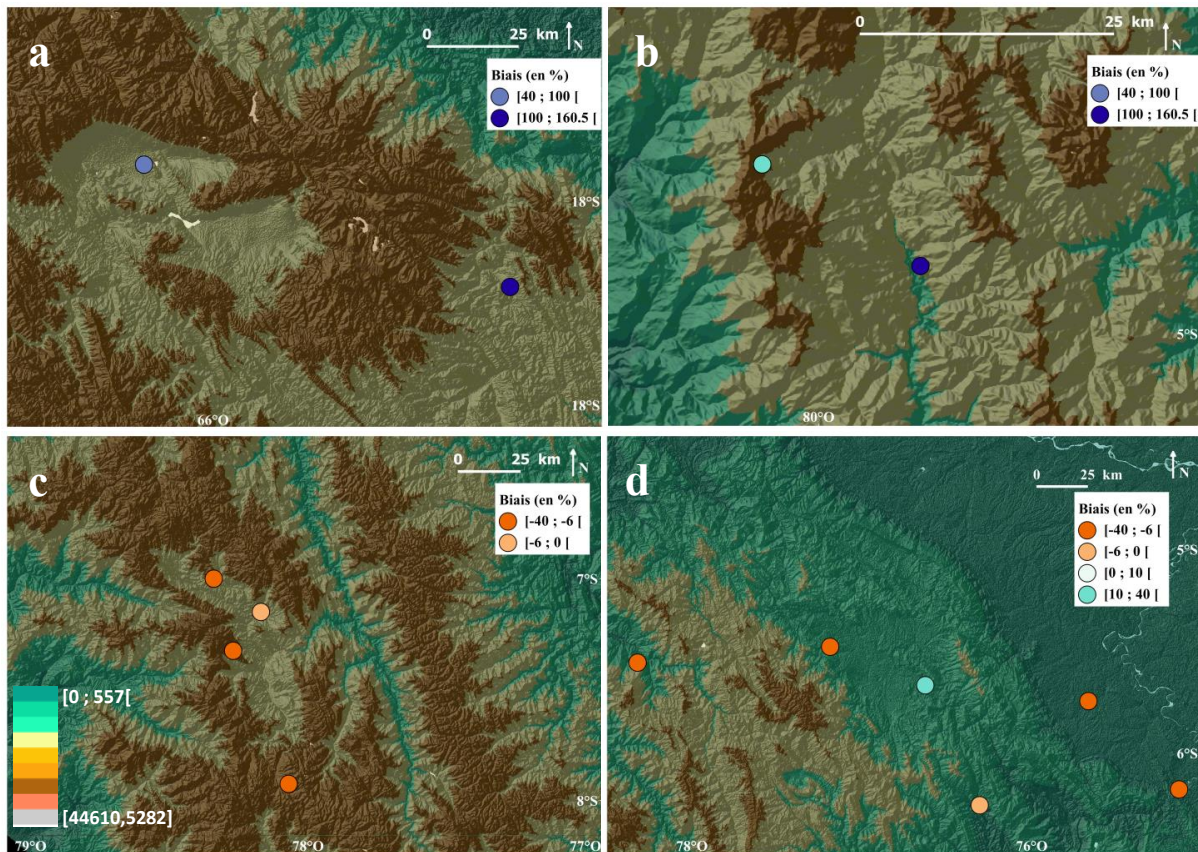 a
0 25 km
N
Biais (en %)
[40 ; 100 [
[100 ; 160.5 [
18°S
18°S
66°O
b
0 25 km
N
Biais (en %)
[40 ; 100 [
[100 ; 160.5 [
5°S
80°O
c
0 25 km
N
Biais (en %)
[-40 ; -6 [
[-6 ; 0 [
7°S
[0 ; 557[
[44610,5282]
8°S
79°O
78°O
77°O
d
N
0 25 km
Biais (en %)
[-40 ; -6 [
[-6 ; 0 [
[0 ; 10 [
[10 ; 40 [
5°S
6°S
78°O
76°O